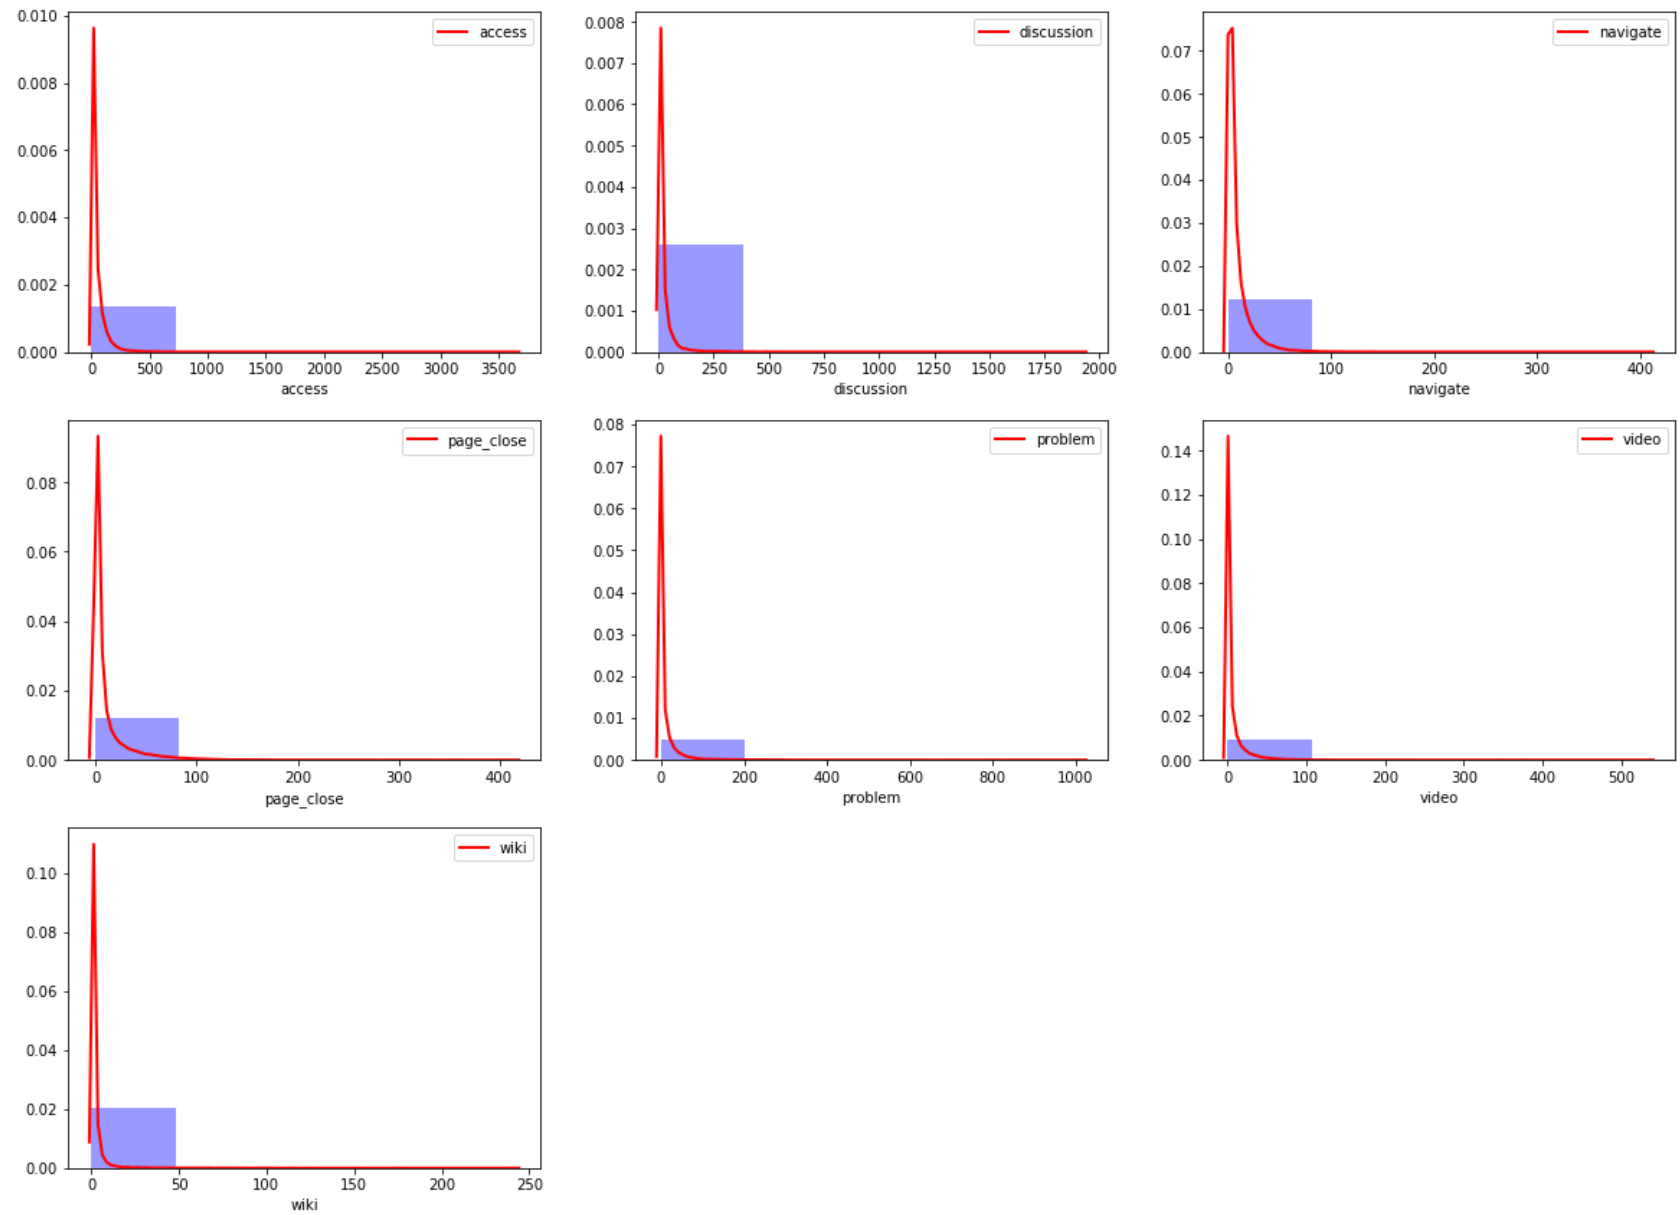 access
0.010
0.008
0.006
0.004
0.002
0.000
0 500 1000 1500 2000 2500 3000 3500
access
discussion
0.008
0.007
0.006
0.005
0.004
0.003
0.002
0.001
0.000
0 250 500 750 1000 1250 1500 1750 2000
discussion
navigate
0.07
0.06
0.05
0.04
0.03
0.02
0.01
0.00
0 100 200 300 400
navigate
page_close
0.08
0.06
0.04
0.02
0.00
0 100 200 300 400
page_close
problem
0.08
0.07
0.06
0.05
0.04
0.03
0.02
0.01
0.00
0 200 400 600 800 1000
problem
video
0.14
0.12
0.10
0.08
0.06
0.04
0.02
0.00
0 100 200 300 400 500
video
wiki
0.10
0.08
0.06
0.04
0.02
0.00
0 50 100 150 200 250
wiki